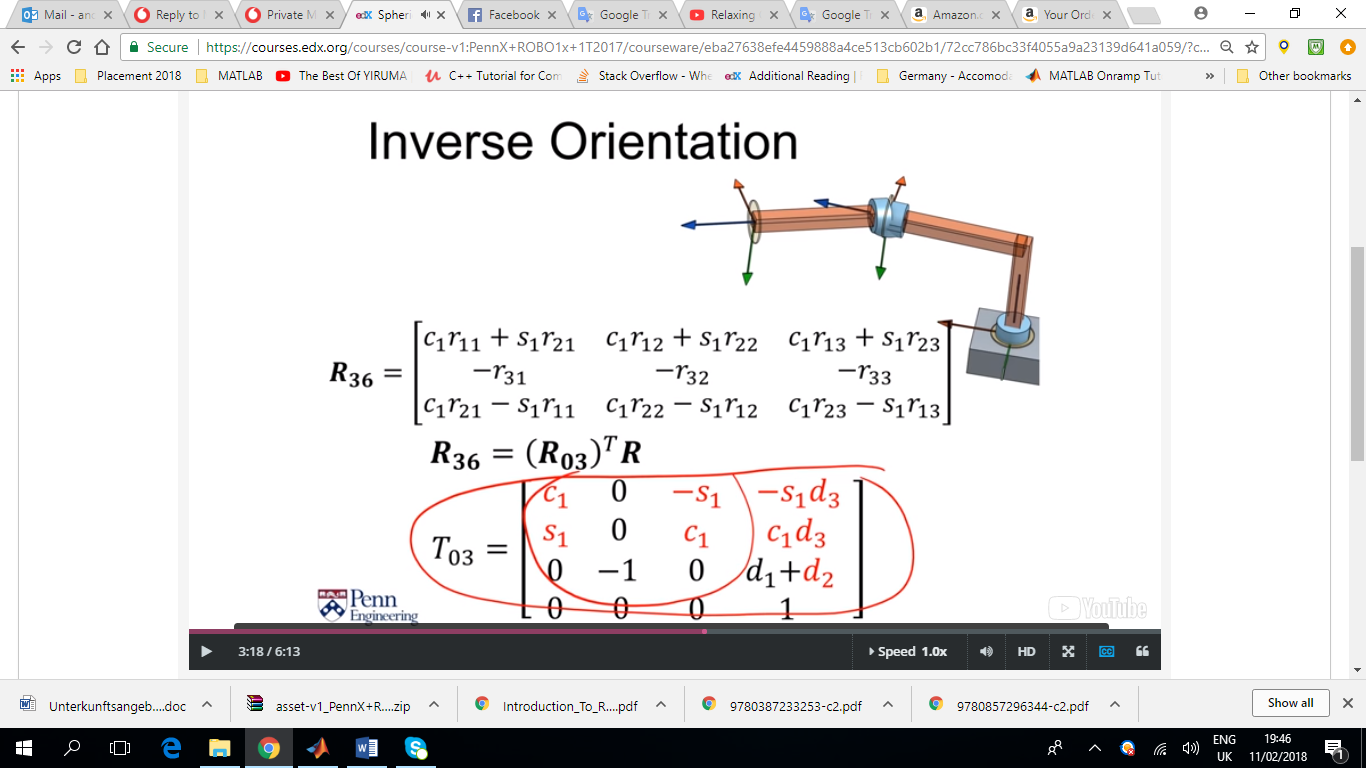 Mail - and
Reply to
Private M
Spheri
Facebook
Google Tr
Relaxing
Google Tr
Amazon.c
Your Orde
Secure https://courses.edx.org/courses/course-v1:PennX+ROBO1x+1T2017/courseware/eba27638efe4459886a4ce513cb602b1/72cc786bc33f4055a9a23139d641a059/?c...
Apps Placement 2018 MATLAB The Best Of YIRUMA C++ Tutorial for Com Stack Overflow - Whe Additional Reading | Germany - Accomoda MATLAB Onramp Tut » Other bookmarks
Inverse Orientation
R36 = [c1r11 + s1r21 c1r12 + s1r22 c1r13 + s1r23
−r31 −r32 −r33
c1r21 − s1r11 c1r22 − s1r12 c1r23 − s1r13]
R36 = (R03)^T R
T03 = [c1 0 −s1 −s1d3
s1 0 c1 c1d3
0 −1 0 d1+d2
0 0 0 1]
Penn
Engineering
YouTube
3:18 / 6:13 Speed 1.0x HD CC
Unterkunftsangeb....doc asset-v1_PennX+R....zip Introduction_To_R....pdf 9780387233253-c2.pdf 9780857296344-c2.pdf Show all
ENG
UK
19:46
11/02/2018
1